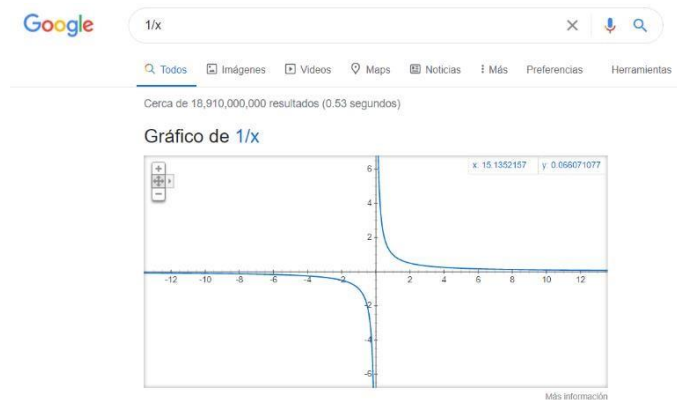 Google
1/x
Todos Imágenes Videos Maps Noticias Más Preferencias Herramientas
Cerca de 18,910,000,000 resultados (0.53 segundos)
Gráfico de 1/x
x: 15.1352157 y: 0.066071077
6
4
2
-12 -10 -8 -6 -4 -2 2 4 6 8 10 12
-2
-4
-6
Más información